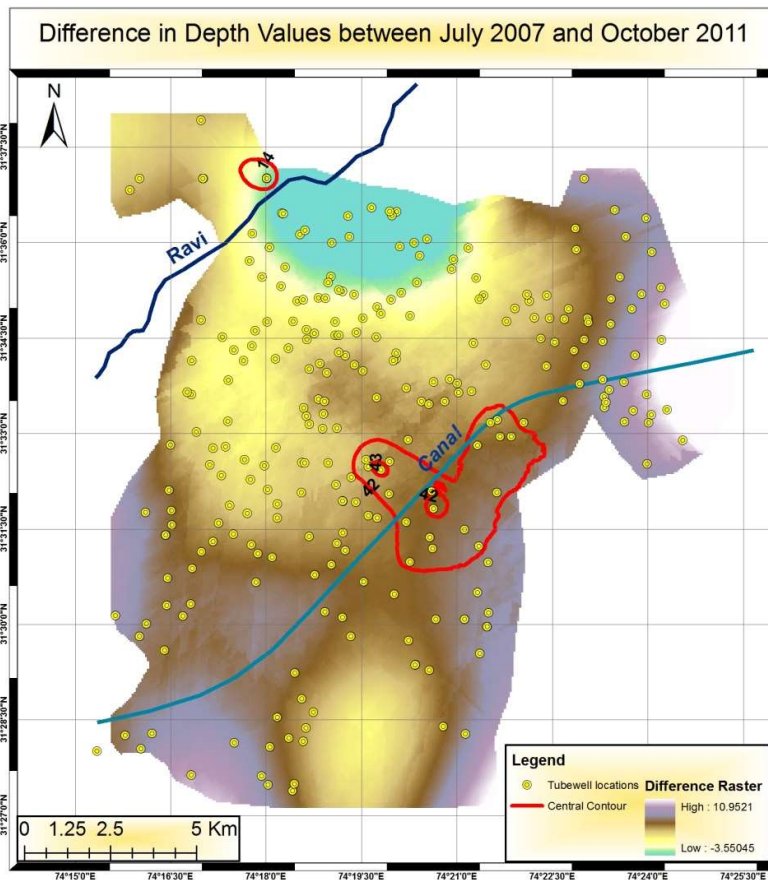 Difference in Depth Values between July 2007 and October 2011
N
31°37'30"N
31°36'0"N
31°34'30"N
31°33'0"N
31°31'30"N
31°30'0"N
31°28'30"N
31°27'0"N
14
Ravi
Canal
43
42
42
Legend
Tubewell locations
Central Contour
Difference Raster
High : 10.9521
Low : -3.55045
0 1.25 2.5 5 Km
74°15'0"E 74°16'30"E 74°18'0"E 74°19'30"E 74°21'0"E 74°22'30"E 74°24'0"E 74°25'30"E